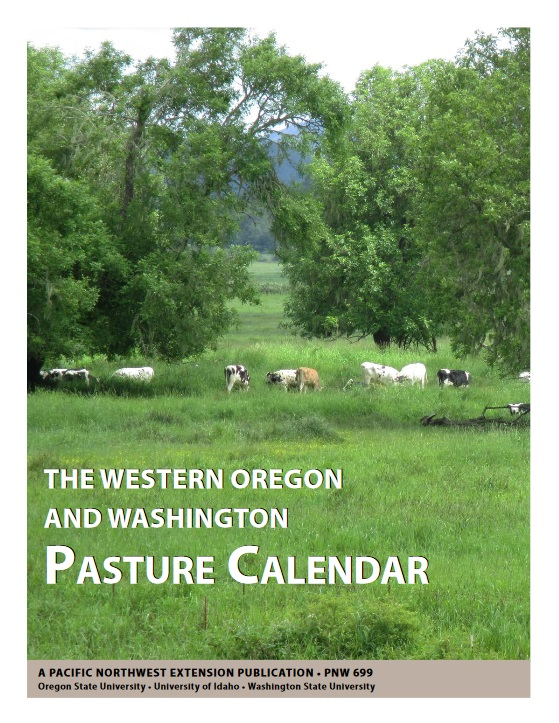 THE WESTERN OREGON
AND WASHINGTON
PASTURE CALENDAR
A PACIFIC NORTHWEST EXTENSION PUBLICATION • PNW 699
Oregon State University • University of Idaho • Washington State University